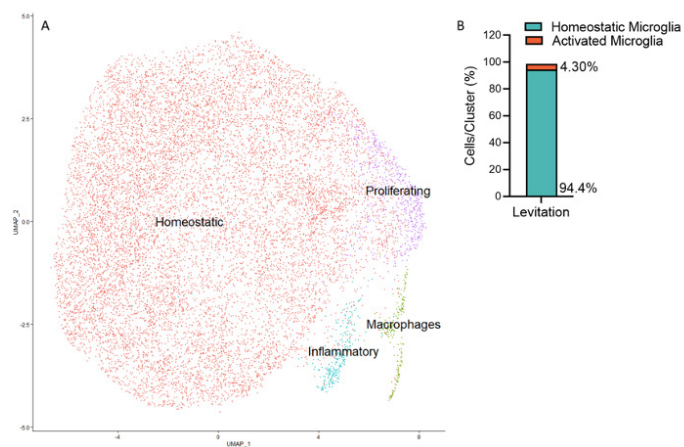 A
5.0
2.5
0.0
-2.5
-5.0
UMAP_2
Homeostatic
Proliferating
Macrophages
Inflammatory
-4
0
4
8
UMAP_1
B
Homeostatic Microglia
Activated Microglia
120
100
80
60
40
20
0
Cells/Cluster (%)
4.30%
94.4%
Levitation